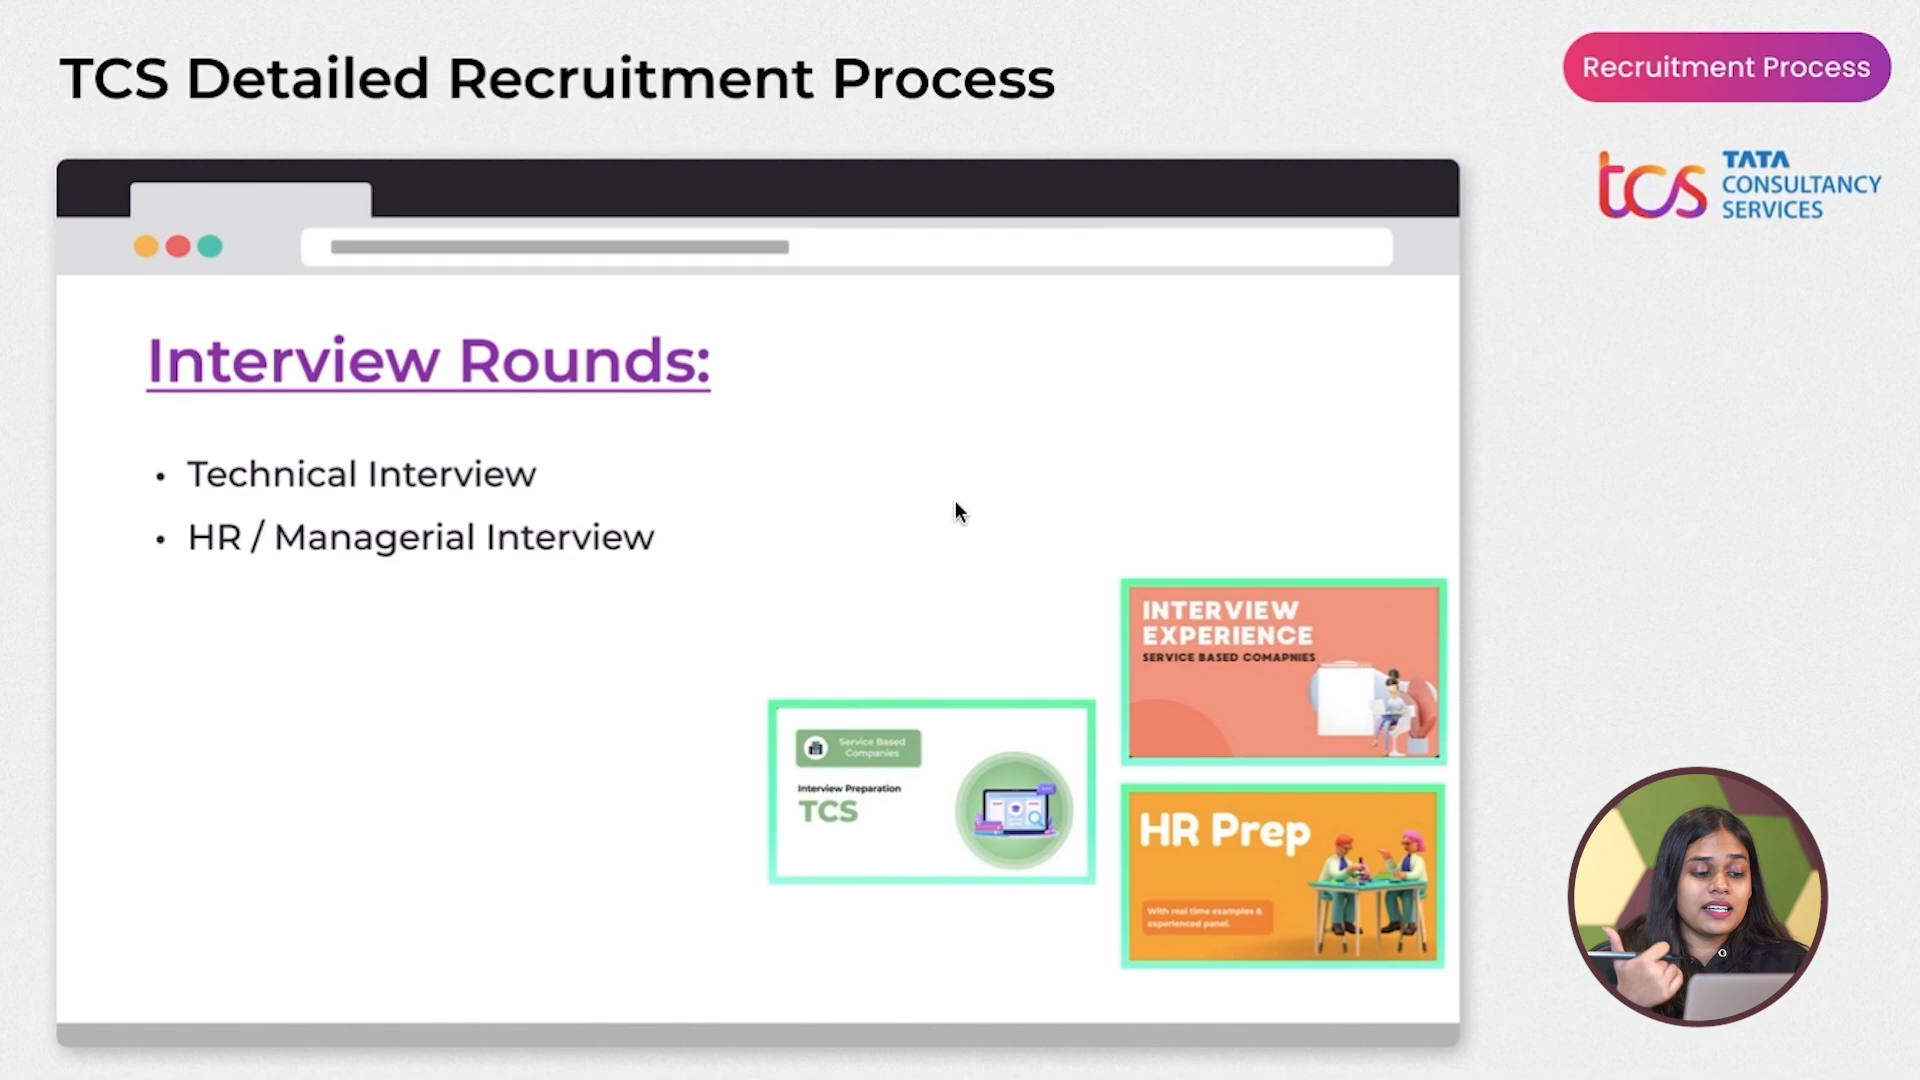 TCS Detailed Recruitment Process
Recruitment Process
tcs
TATA
CONSULTANCY
SERVICES
Interview Rounds:
• Technical Interview
• HR / Managerial Interview
Service Based
Companies
Interview Preparation
TCS
INTERVIEW
EXPERIENCE
SERVICE BASED COMAPNIES
HR Prep
With real time examples &
experienced panel.